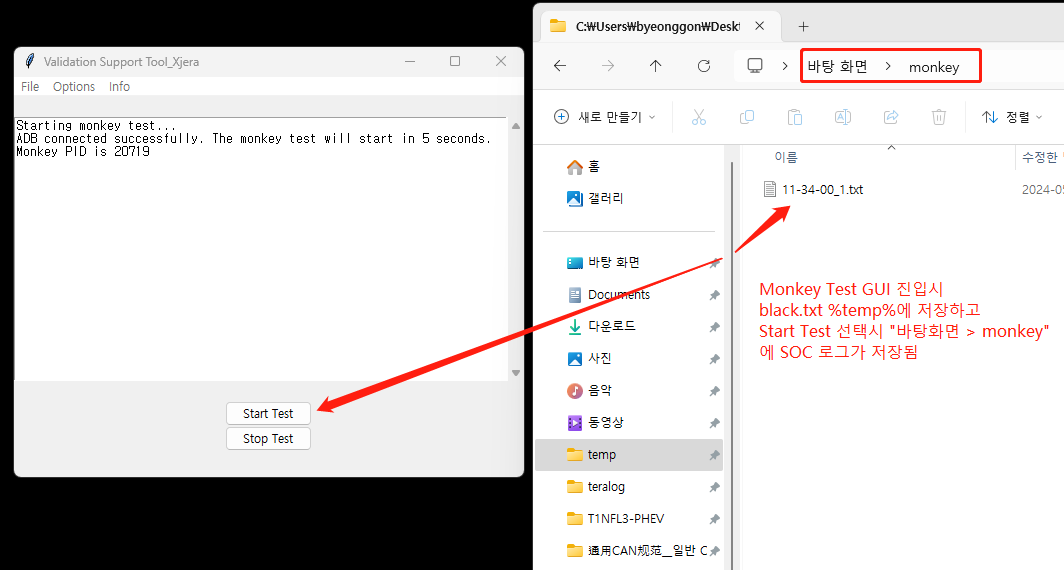 Validation Support Tool_Xjera
File Options Info
Starting monkey test...
ADB connected successfully. The monkey test will start in 5 seconds.
Monkey PID is 20719
Start Test
Stop Test
C:₩Users₩byeonggon₩Deskt
바탕 화면 > monkey
새로 만들기
정렬
홈
갤러리
바탕 화면
Documents
다운로드
사진
음악
동영상
temp
teralog
T1NFL3-PHEV
通用CAN规范__일반 C
이름
수정한
11-34-00_1.txt
2024-05
Monkey Test GUI 진입시
black.txt %temp%에 저장하고
Start Test 선택시 "바탕화면 > monkey"
에 SOC 로그가 저장됨